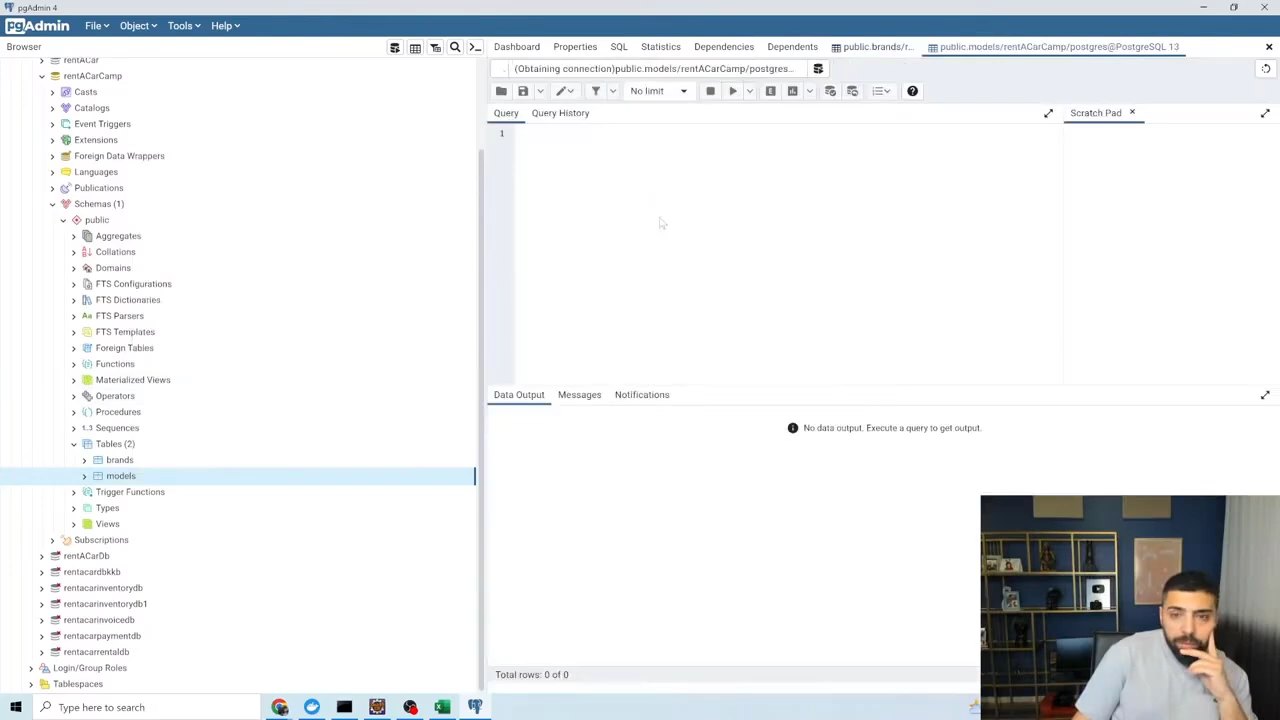 pgAdmin 4
pgAdmin File Object Tools Help
Browser
Dashboard Properties SQL Statistics Dependencies Dependents public.brands/r... public.models/rentACarCamp/postgres@PostgreSQL 13
(Obtaining connection)public.models/rentACarCamp/postgres...
No limit
Query Query History
Scratch Pad
1
rentACar
rentACarCamp
Casts
Catalogs
Event Triggers
Extensions
Foreign Data Wrappers
Languages
Publications
Schemas (1)
public
Aggregates
Collations
Domains
FTS Configurations
FTS Dictionaries
Aa FTS Parsers
FTS Templates
Foreign Tables
Functions
Materialized Views
Operators
Procedures
1..3 Sequences
Tables (2)
brands
models
Trigger Functions
Types
Views
Subscriptions
rentACarDb
rentacardbkkb
rentacarinventorydb
rentacarinventorydb1
rentacarinvoicedb
rentacarpaymentdb
rentacarrentaldb
Login/Group Roles
Tablespaces
Data Output Messages Notifications
No data output. Execute a query to get output.
Total rows: 0 of 0
Type here to search